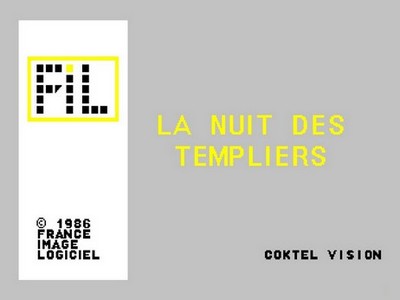 FIL
LA NUIT DES
TEMPLIERS
© 1986
FRANCE
IMAGE
LOGICIEL
COKTEL VISION